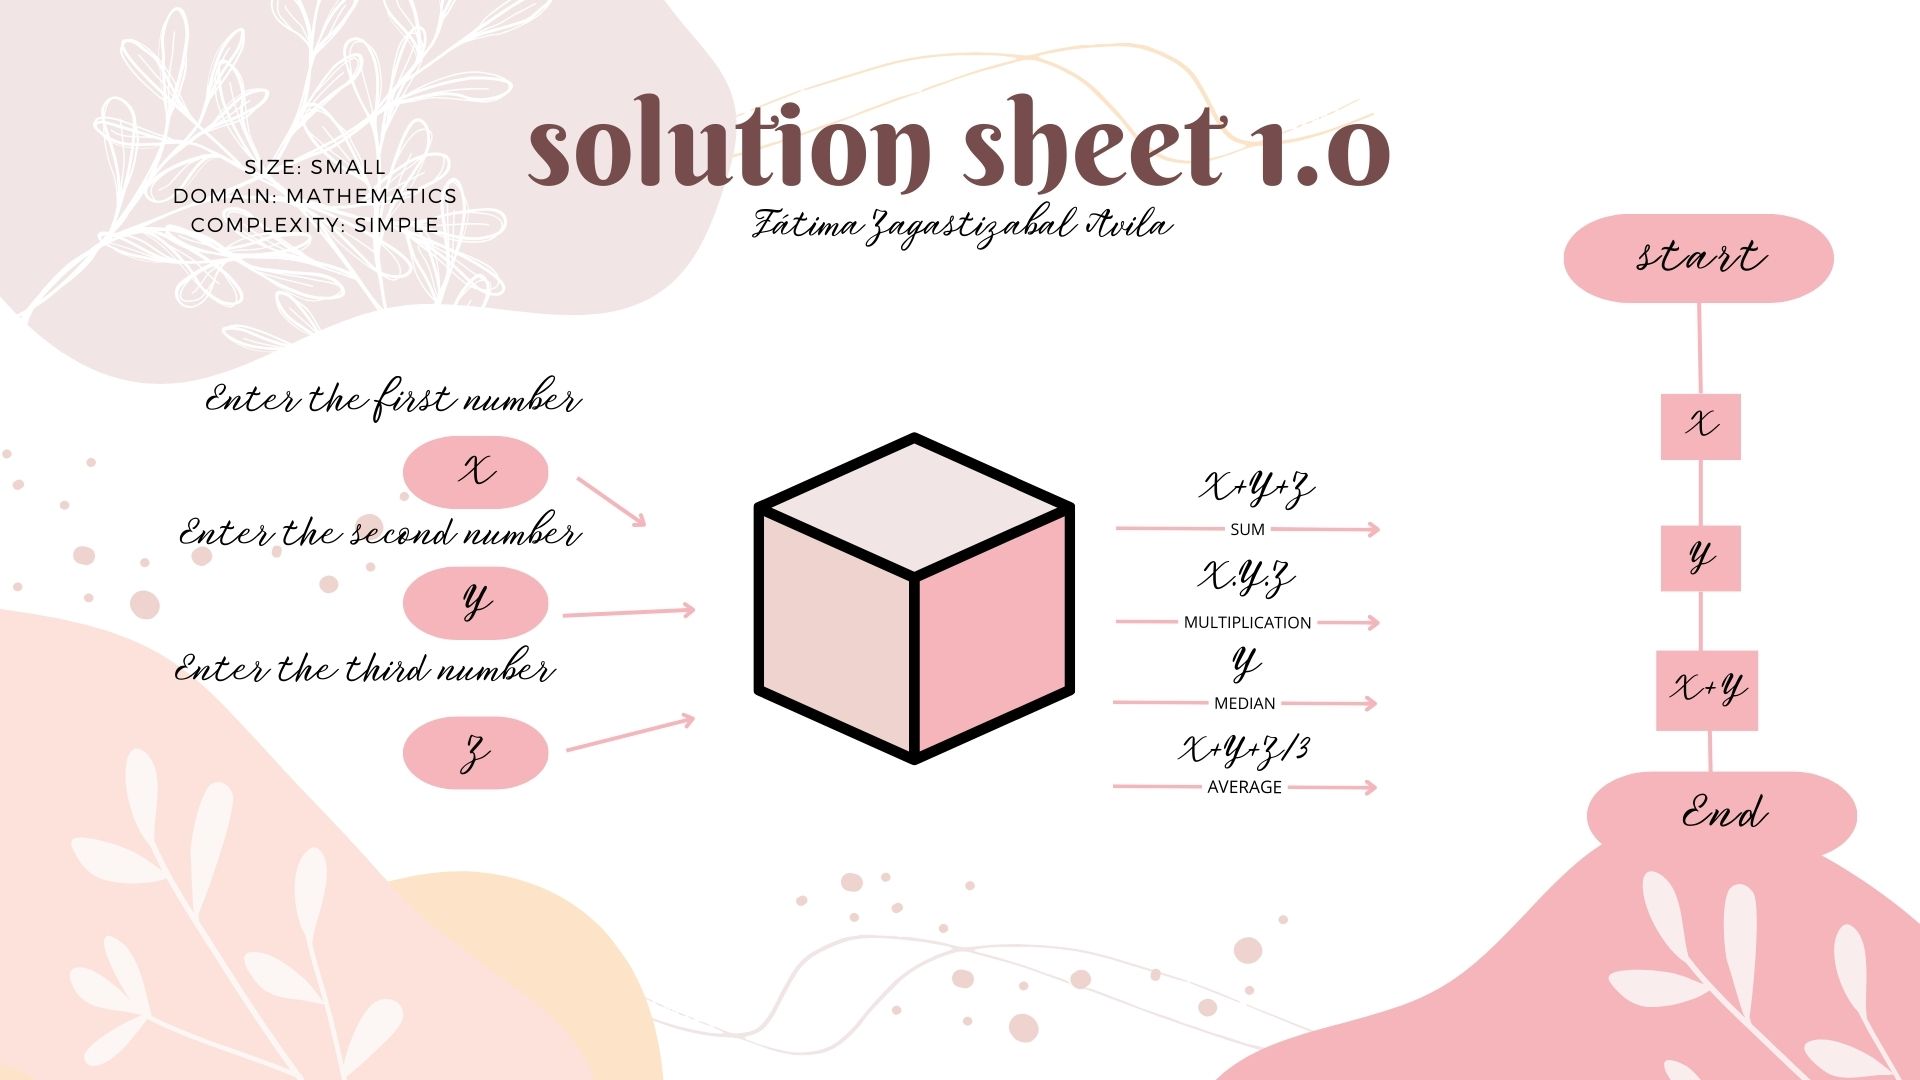 solution sheet 1.0
Fátima Zagastizabal Avila
SIZE: SMALL
DOMAIN: MATHEMATICS
COMPLEXITY: SIMPLE
Enter the first number
X
Enter the second number
Y
Enter the third number
Z
X+Y+Z
SUM
X.Y.Z
MULTIPLICATION
Y
MEDIAN
X+Y+Z/3
AVERAGE
start
X
Y
X+Y
End